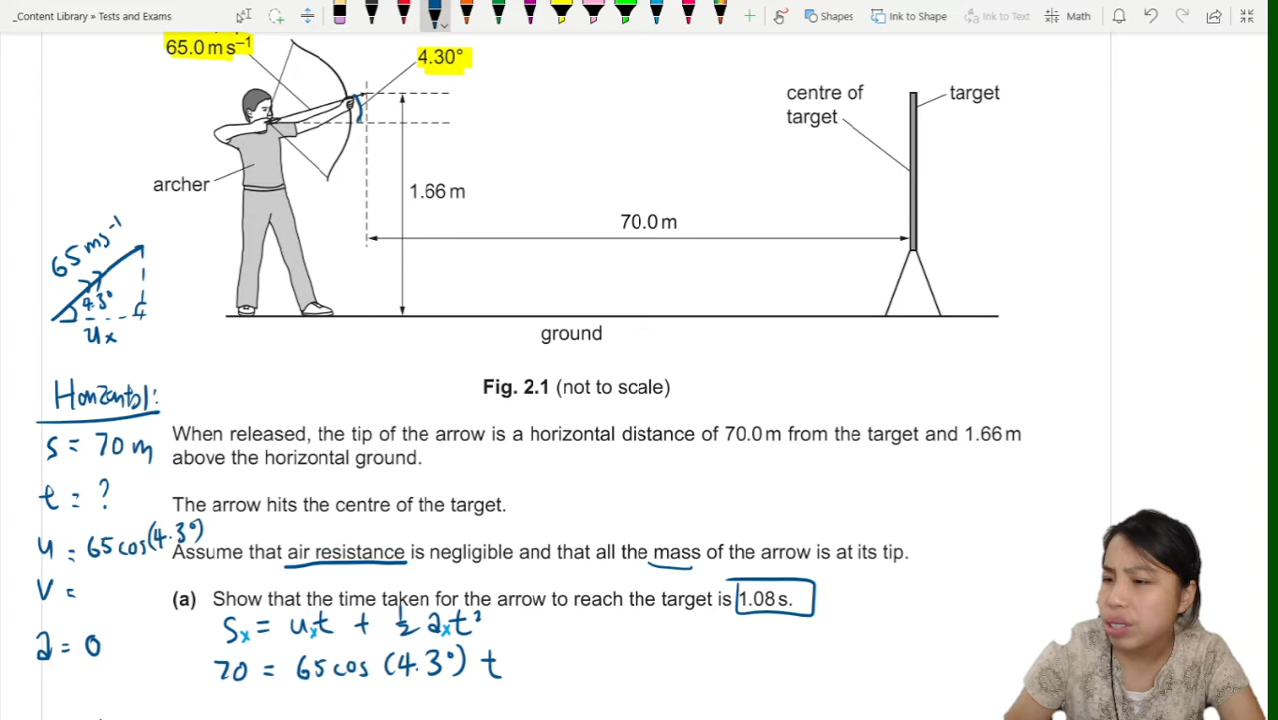 _Content Library » Tests and Exams
Shapes
Ink to Shape
Ink to Text
Math
65.0 m s⁻¹
4.30°
centre of
target
target
archer
1.66 m
70.0 m
ground
65 ms⁻¹
4.3°
ux
Fig. 2.1 (not to scale)
Horizontal:
s = 70 m
When released, the tip of the arrow is a horizontal distance of 70.0 m from the target and 1.66 m
above the horizontal ground.
t = ?
The arrow hits the centre of the target.
u = 65 cos(4.3°)
Assume that air resistance is negligible and that all the mass of the arrow is at its tip.
v =
(a) Show that the time taken for the arrow to reach the target is 1.08 s.
sx = uxt + ½ axt²
a = 0
70 = 65 cos (4.3°) t